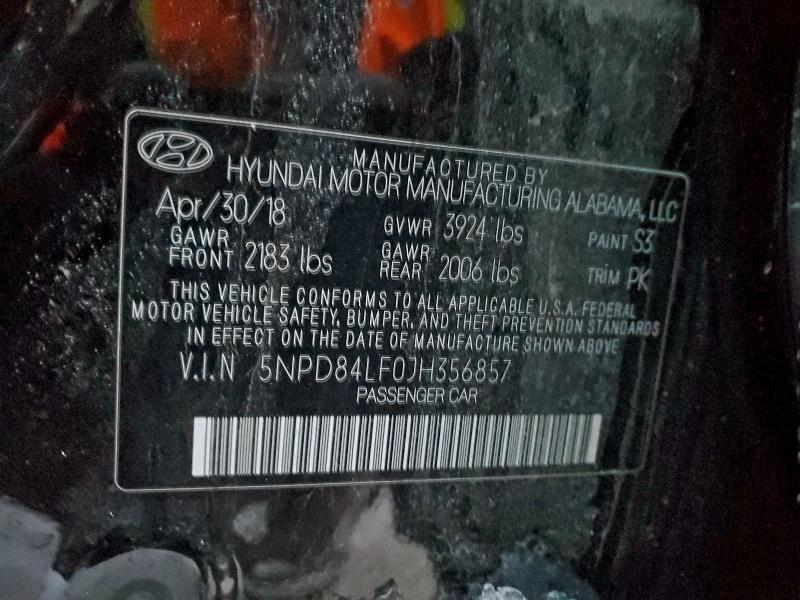 MANUFACTURED BY
HYUNDAI MOTOR MANUFACTURING ALABAMA, LLC
Apr/30/18 GVWR 3924 lbs PAINT S3
GAWR FRONT 2183 lbs GAWR REAR 2006 lbs TRIM PK
THIS VEHICLE CONFORMS TO ALL APPLICABLE U.S.A. FEDERAL
MOTOR VEHICLE SAFETY, BUMPER, AND THEFT PREVENTION STANDARDS
IN EFFECT ON THE DATE OF MANUFACTURE SHOWN ABOVE
V.I.N 5NPD84LF0JH356857
PASSENGER CAR